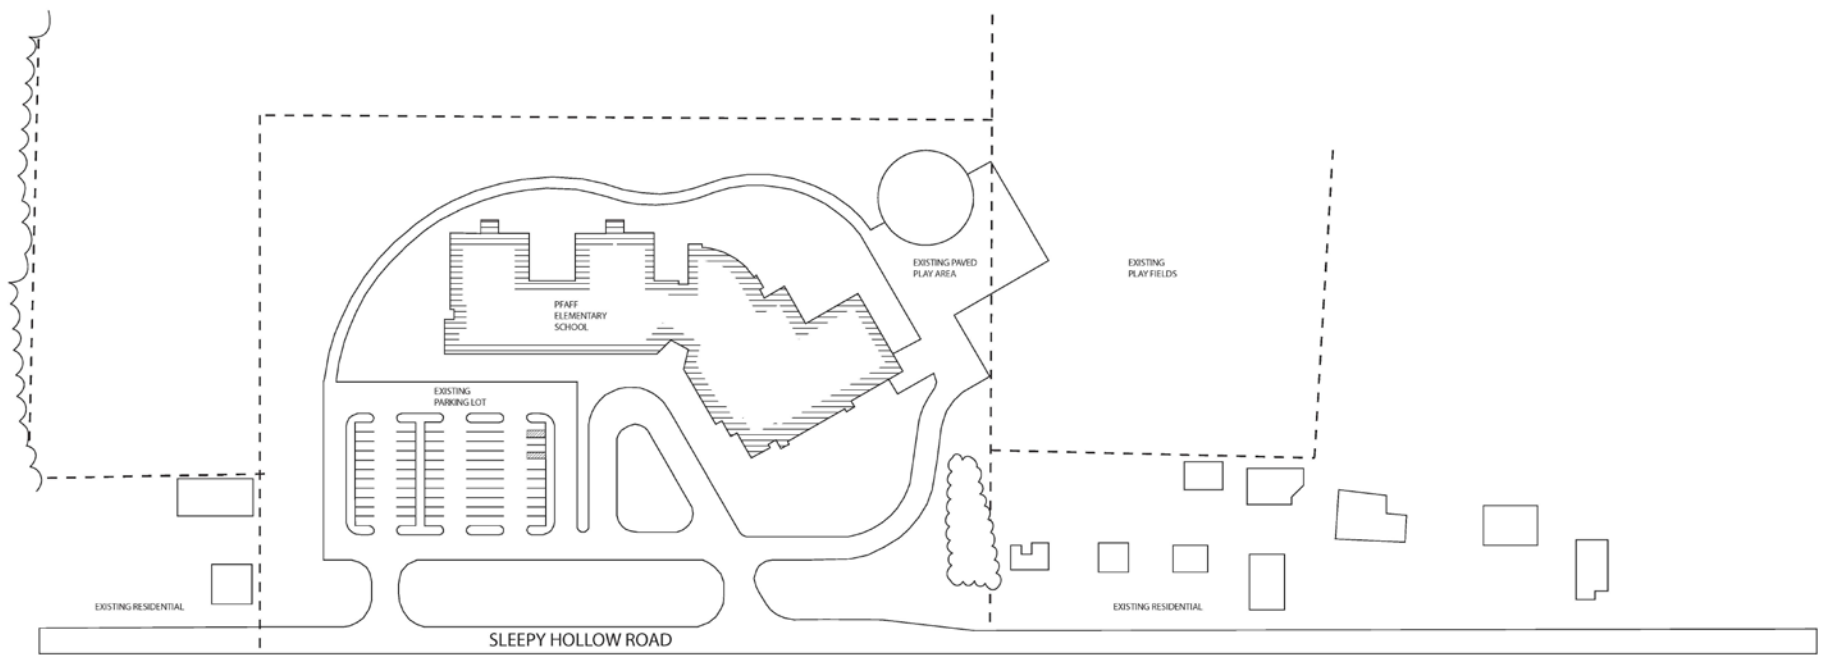 EXISTING PAVED
PLAY AREA
EXISTING
PLAY FIELDS
PFAFF
ELEMENTARY
SCHOOL
EXISTING
PARKING LOT
EXISTING RESIDENTIAL
EXISTING RESIDENTIAL
SLEEPY HOLLOW ROAD